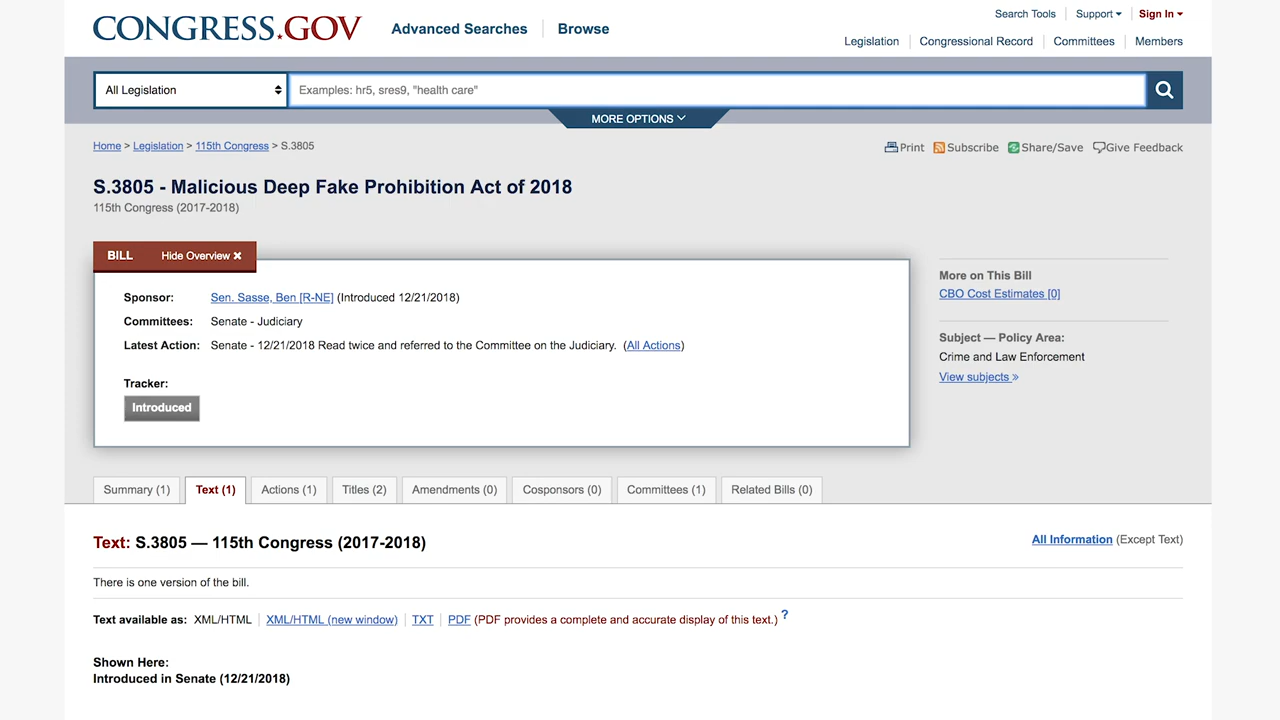 CONGRESS.GOV Advanced Searches Browse
Search Tools Support Sign In
Legislation Congressional Record Committees Members
All Legislation Examples: hr5, sres9, "health care"
MORE OPTIONS
Home > Legislation > 115th Congress > S.3805
Print Subscribe Share/Save Give Feedback
S.3805 - Malicious Deep Fake Prohibition Act of 2018
115th Congress (2017-2018)
BILL Hide Overview ×
Sponsor: Sen. Sasse, Ben [R-NE] (Introduced 12/21/2018)
Committees: Senate - Judiciary
Latest Action: Senate - 12/21/2018 Read twice and referred to the Committee on the Judiciary. (All Actions)
Tracker:
Introduced
More on This Bill
CBO Cost Estimates [0]
Subject — Policy Area:
Crime and Law Enforcement
View subjects »
Summary (1) Text (1) Actions (1) Titles (2) Amendments (0) Cosponsors (0) Committees (1) Related Bills (0)
Text: S.3805 — 115th Congress (2017-2018)
All Information (Except Text)
There is one version of the bill.
Text available as: XML/HTML XML/HTML (new window) TXT PDF (PDF provides a complete and accurate display of this text.) ?
Shown Here:
Introduced in Senate (12/21/2018)